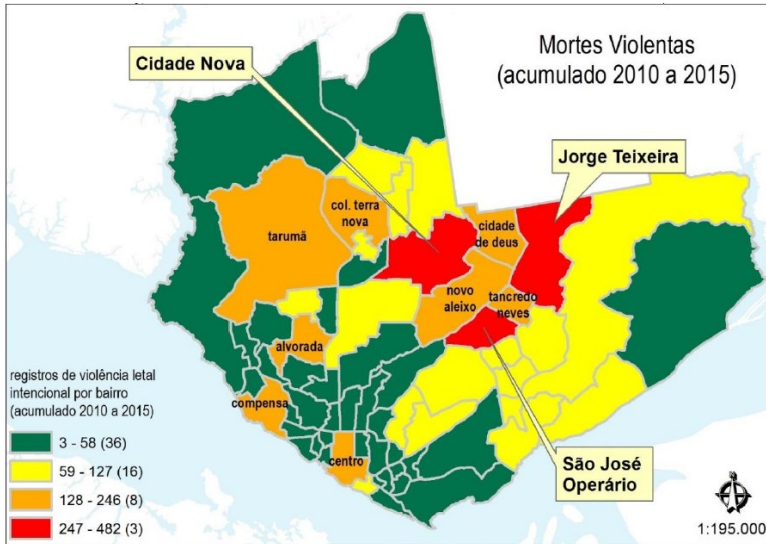 Mortes Violentas
(acumulado 2010 a 2015)
Cidade Nova
Jorge Teixeira
col. terra
nova
cidade
de deus
tarumã
novo
aleixo
tancredo
neves
alvorada
compensa
centro
São José
Operário
registros de violência letal
intencional por bairro
(acumulado 2010 a 2015)
3 - 58 (36)
59 - 127 (16)
128 - 246 (8)
247 - 482 (3)
1:195.000